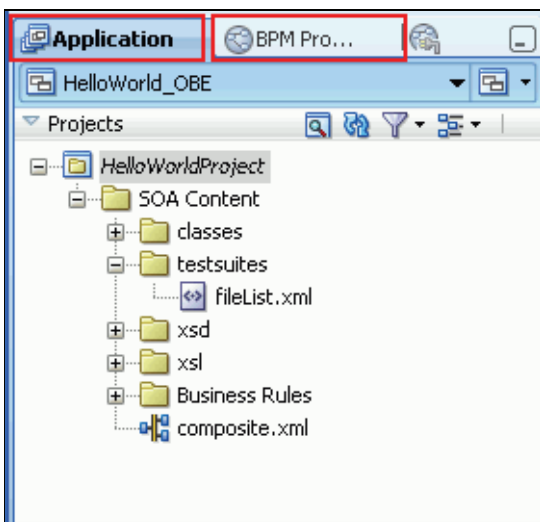 Application
BPM Pro...
HelloWorld_OBE
Projects
HelloWorldProject
SOA Content
classes
testsuites
fileList.xml
xsd
xsl
Business Rules
composite.xml